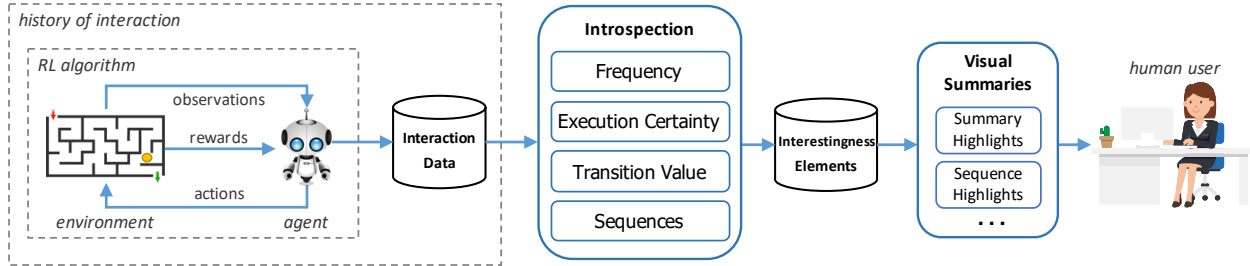 history of interaction
RL algorithm
observations
rewards
actions
environment
agent
Interaction
Data
Introspection
Frequency
Execution Certainty
Transition Value
Sequences
Interestingness
Elements
Visual
Summaries
Summary
Highlights
Sequence
Highlights
...
human user